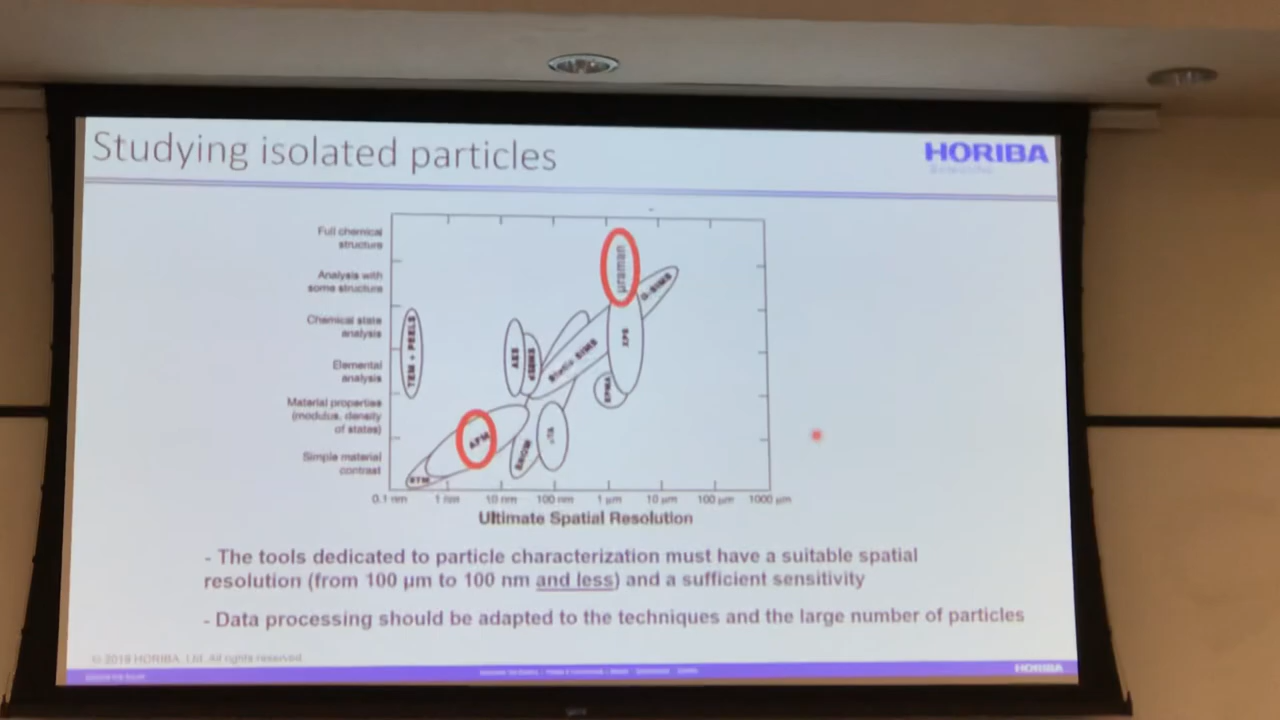 Studying isolated particles
HORIBA
Full chemical
structure
Analysis with
some structure
Chemical state
analysis
Elemental
analysis
Material properties
(modulus, density
of states)
Simple material
contrast
TEM + PEELS
AES
Static SIMS
µraman
G-SIMS
XPS
EPMA
AFM
SNOM
STM
0.1 nm 1 nm 10 nm 100 nm 1 µm 10 µm 100 µm 1000 µm
Ultimate Spatial Resolution
- The tools dedicated to particle characterization must have a suitable spatial
resolution (from 100 µm to 100 nm and less) and a sufficient sensitivity
- Data processing should be adapted to the techniques and the large number of particles
© 2019 HORIBA, Ltd. All rights reserved.
HORIBA